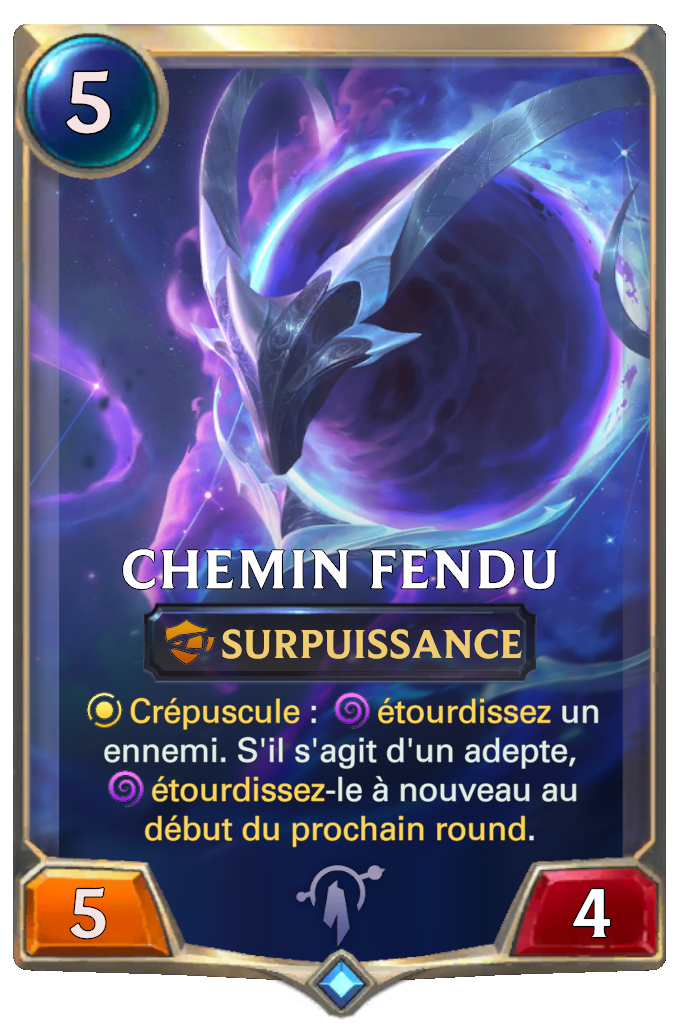 5
CHEMIN FENDU
SURPUISSANCE
Crépuscule : étourdissez un
ennemi. S'il s'agit d'un adepte,
étourdissez-le à nouveau au
début du prochain round.
5
4